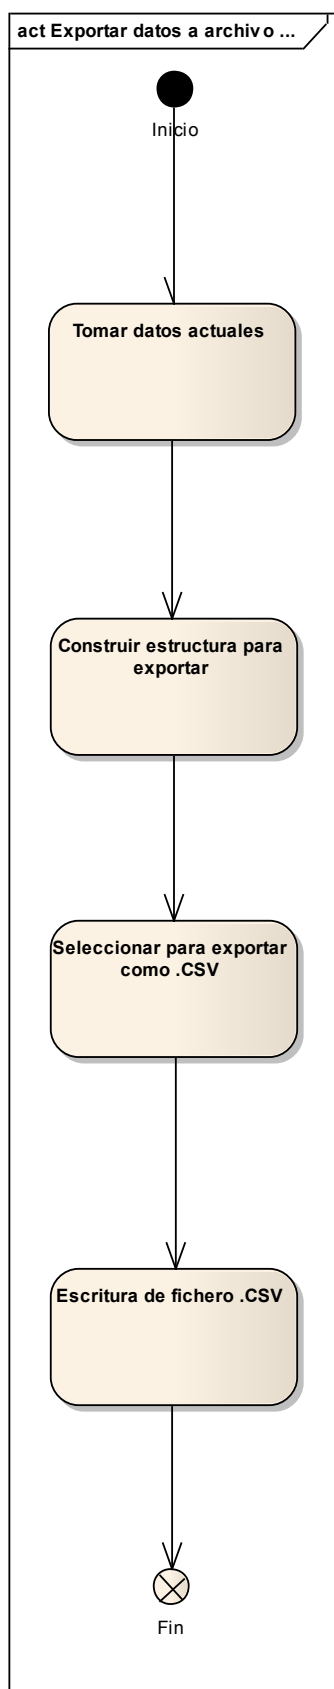 act Exportar datos a archivo ...
Inicio
Tomar datos actuales
Construir estructura para
exportar
Seleccionar para exportar
como .CSV
Escritura de fichero .CSV
Fin